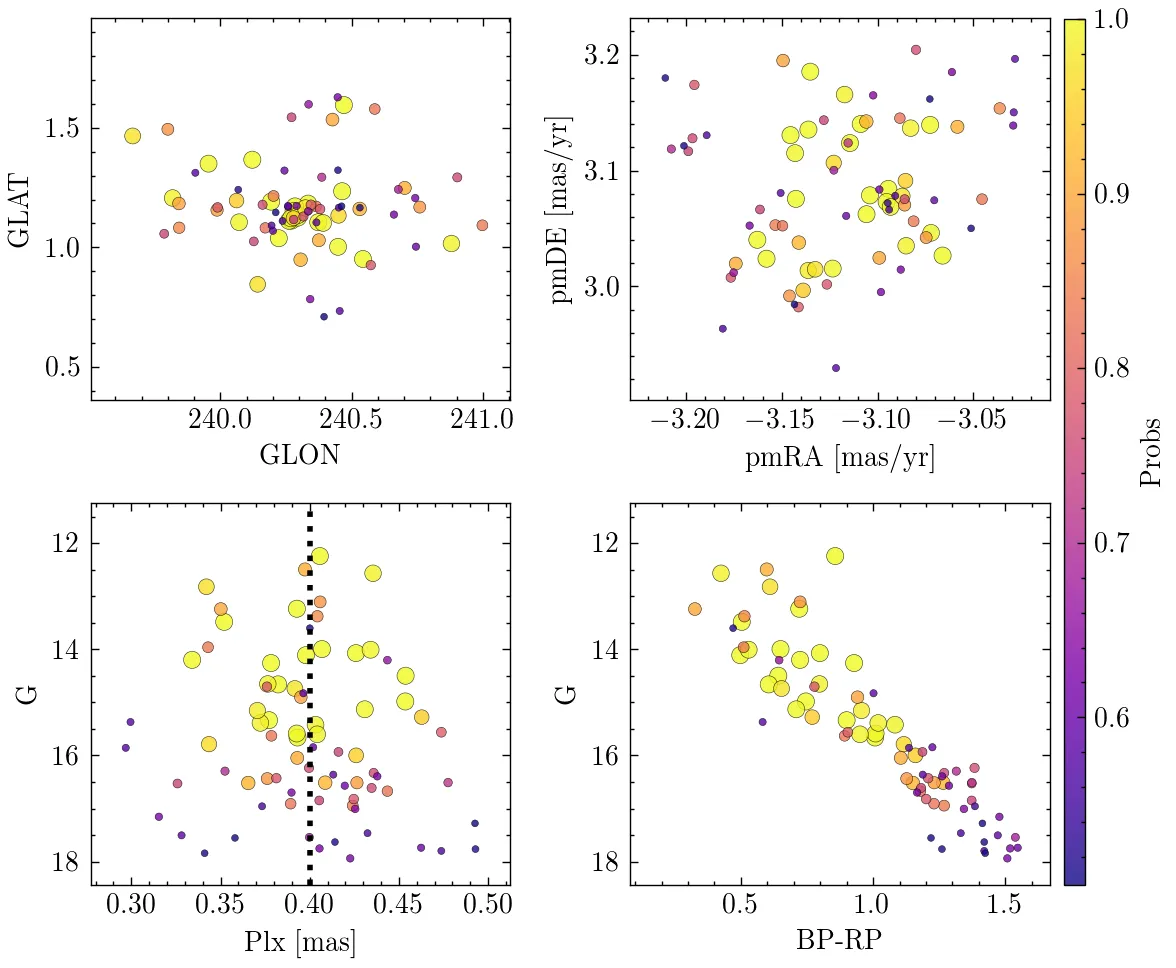 1.5
1.0
0.5
GLAT
240.0 240.5 241.0
GLON
3.2
3.1
3.0
pmDE [mas/yr]
−3.20 −3.15 −3.10 −3.05
pmRA [mas/yr]
12
14
16
18
G
0.30 0.35 0.40 0.45 0.50
Plx [mas]
12
14
16
18
G
0.5 1.0 1.5
BP-RP
1.0
0.9
0.8
0.7
0.6
Probs